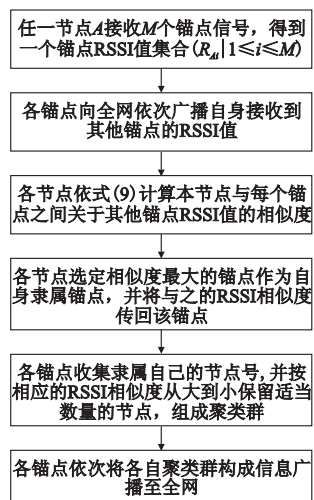 任一节点A接收M个锚点信号，得到
一个锚点RSSI值集合(R_{Ai}|1≤i≤M)
各锚点向全网依次广播自身接收到
其他锚点的RSSI值
各节点依式(9)计算本节点与每个锚
点之间关于其他锚点RSSI值的相似度
各节点选定相似度最大的锚点作为自
身隶属锚点，并将与之的RSSI相似度
传回该锚点
各锚点收集隶属自己的节点号,并按
相应的RSSI相似度从大到小保留适当
数量的节点，组成聚类群
各锚点依次将各自聚类群构成信息广
播至全网